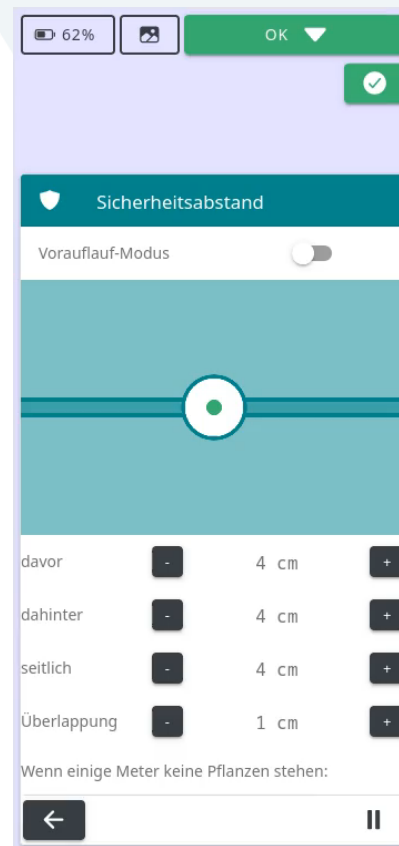 62% OK
Sicherheitsabstand
Vorauflauf-Modus
davor - 4 cm +
dahinter - 4 cm +
seitlich - 4 cm +
Überlappung - 1 cm +
Wenn einige Meter keine Pflanzen stehen: